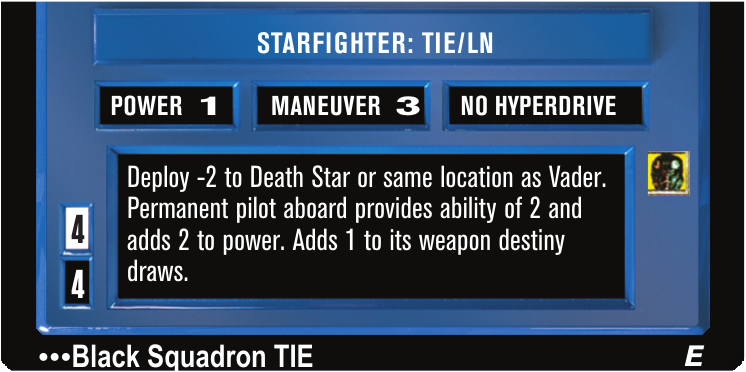 STARFIGHTER: TIE/LN
POWER 1 MANEUVER 3 NO HYPERDRIVE
Deploy -2 to Death Star or same location as Vader.
Permanent pilot aboard provides ability of 2 and
adds 2 to power. Adds 1 to its weapon destiny
draws.
4
4
•••Black Squadron TIE E